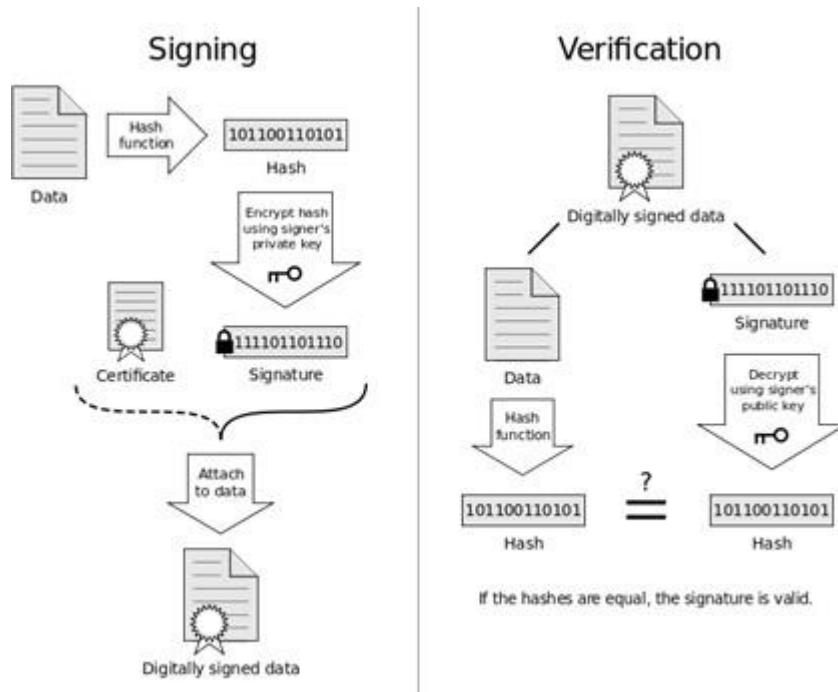 Signing
Hash
function
101100110101
Hash
Data
Encrypt hash
using signer's
private key
111101101110
Certificate
Signature
Attach
to data
Digitally signed data
Verification
Digitally signed data
111101101110
Signature
Data
Decrypt
using signer's
public key
Hash
function
?
=
101100110101
101100110101
Hash
Hash
If the hashes are equal, the signature is valid.